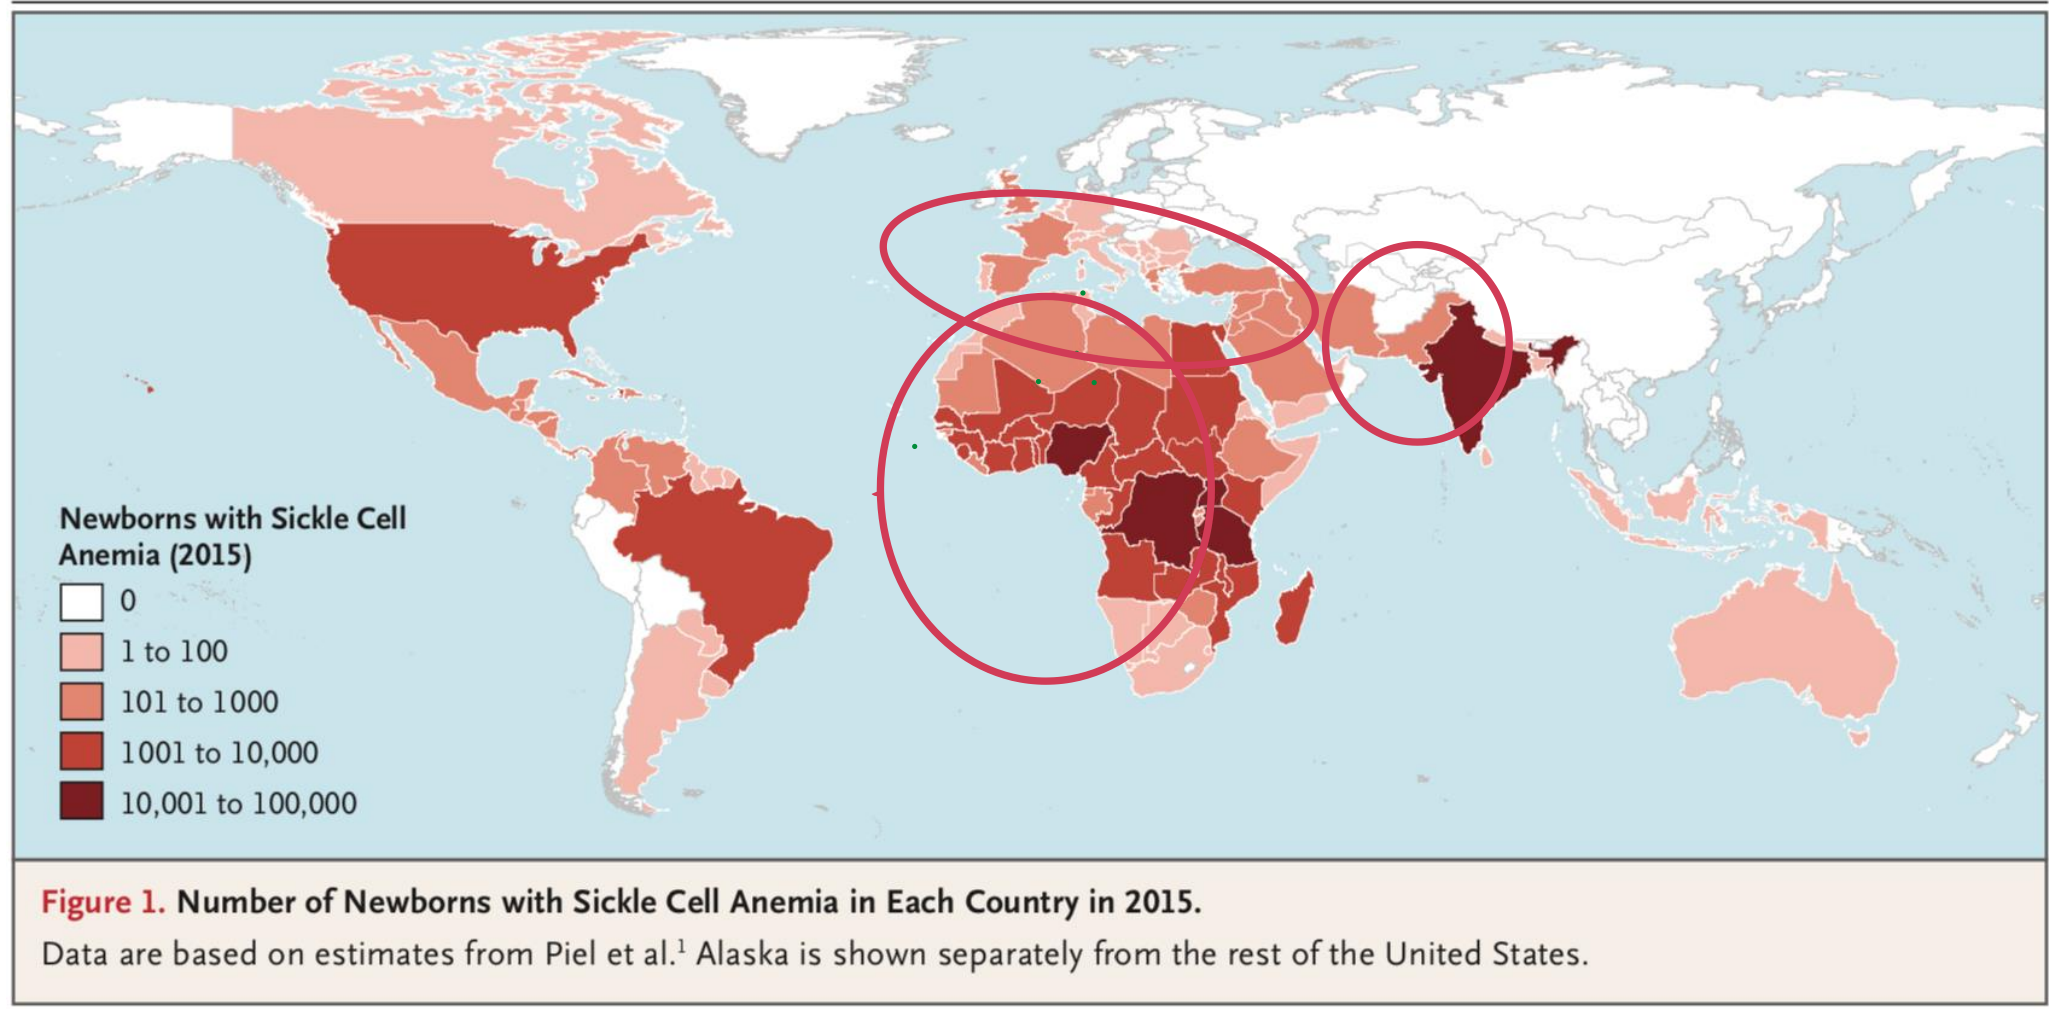 Newborns with Sickle Cell
Anemia (2015)
0
1 to 100
101 to 1000
1001 to 10,000
10,001 to 100,000
Figure 1. Number of Newborns with Sickle Cell Anemia in Each Country in 2015.
Data are based on estimates from Piel et al.¹ Alaska is shown separately from the rest of the United States.